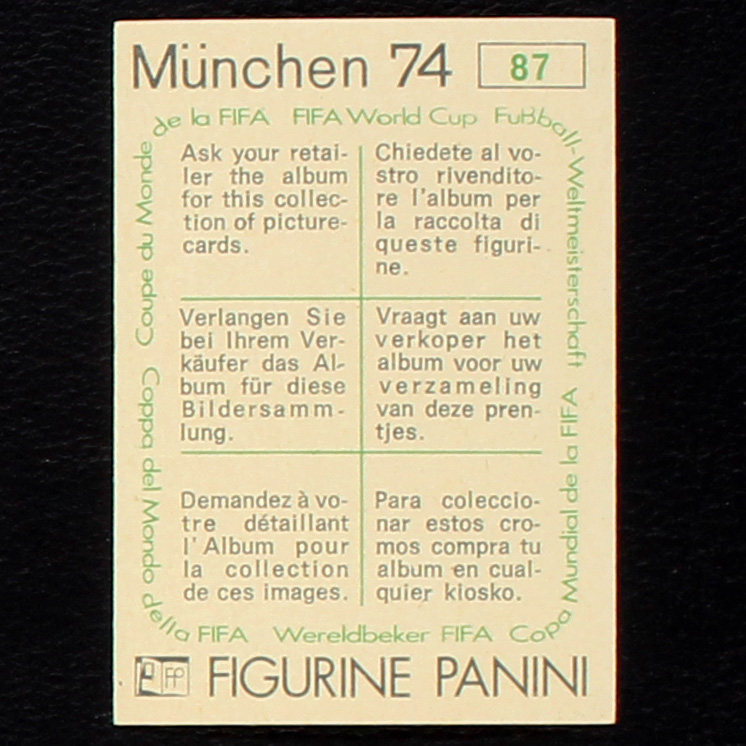 München 74 87
de la FIFA FIFA World Cup Fußball-Weltmeisterschaft
Ask your retai-
ler the album
for this collec-
tion of picture-
cards.
Chiedete al vo-
stro rivendito-
re l'album per
la raccolta di
queste figuri-
ne.
Verlangen Sie
bei Ihrem Ver-
käufer das Al-
bum für diese
Bildersamm-
lung.
Vraagt aan uw
verkoper het
album voor uw
verzameling
van deze pren-
tjes.
Demandez à vo-
tre détaillant
l'Album pour
la collection
de ces images.
Para coleccio-
nar estos cro-
mos compra tu
album en cual-
quier kiosko.
Copa Mundial de la FIFA
Wereldbeker FIFA
Coppa del Mondo della FIFA
Coupe du Monde
FP FIGURINE PANINI